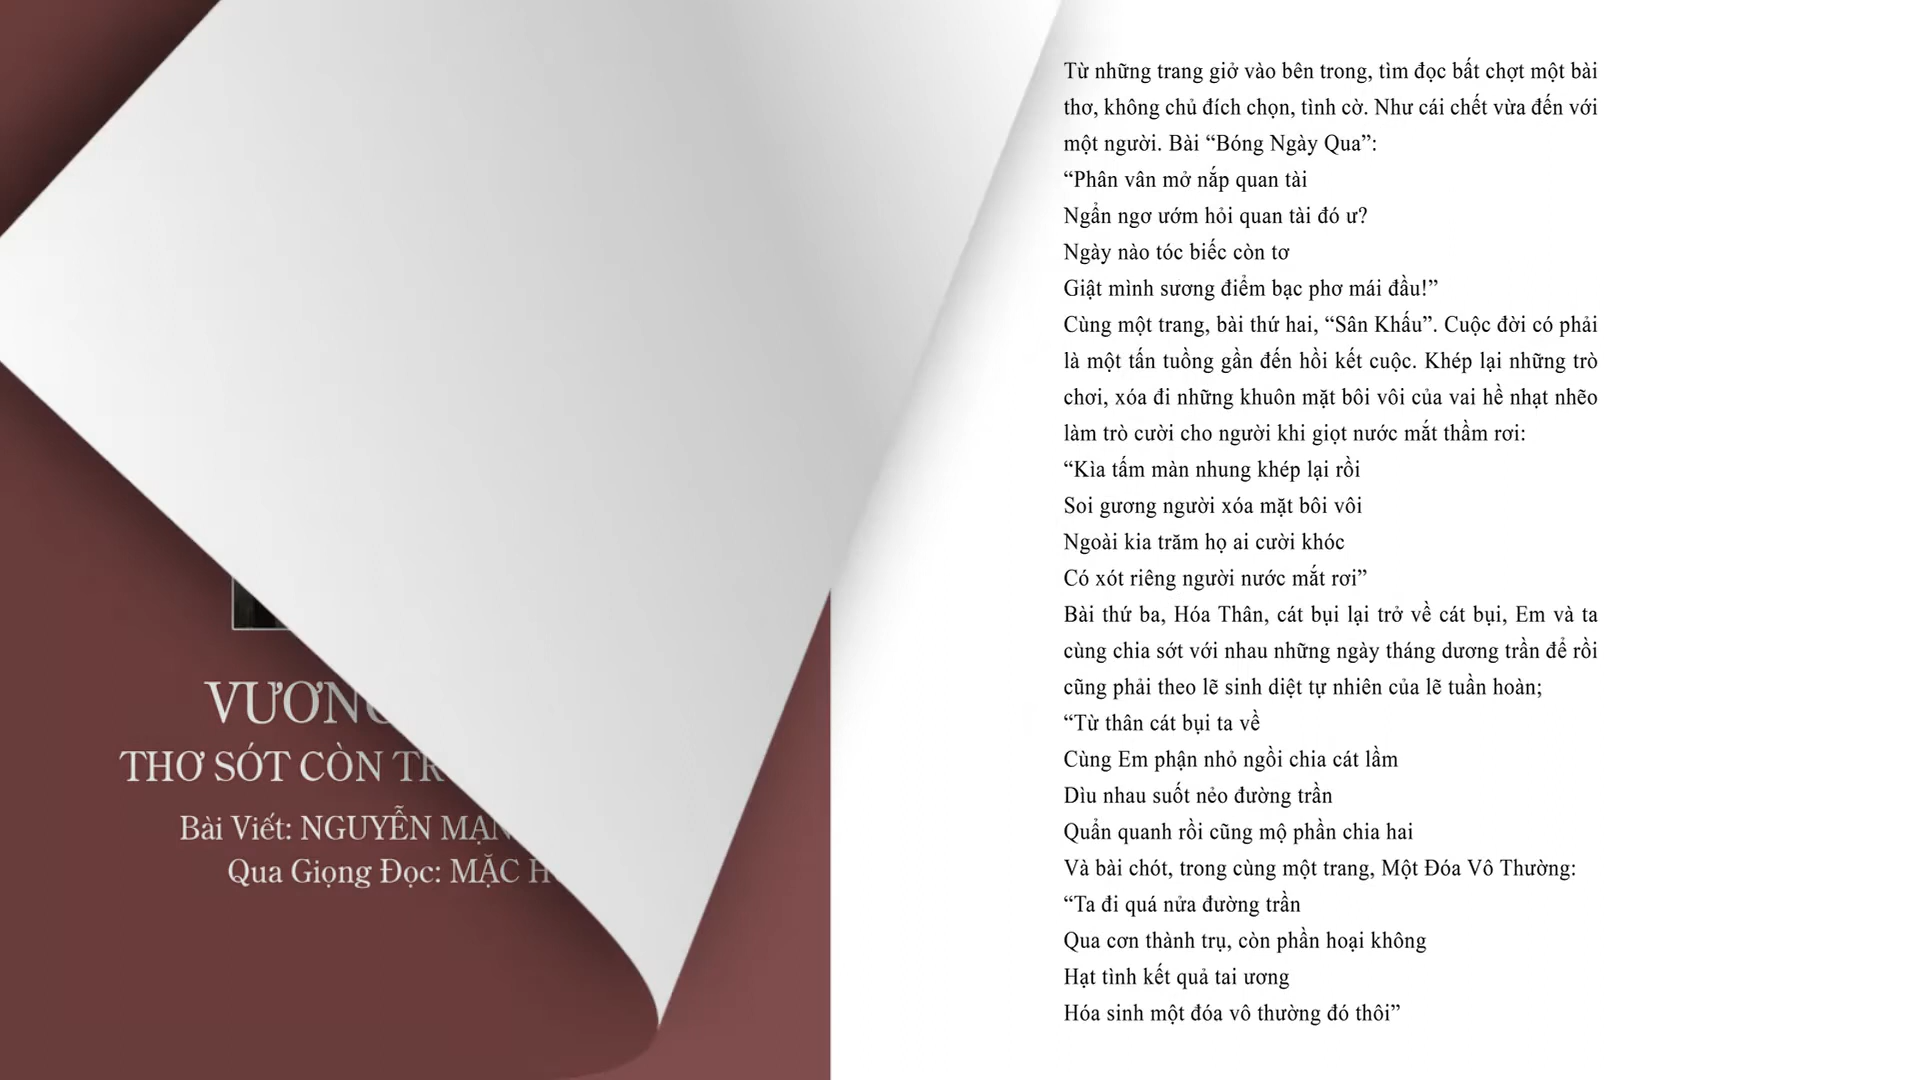 Từ những trang giở vào bên trong, tìm đọc bất chợt một bài
thơ, không chủ đích chọn, tình cờ. Như cái chết vừa đến với
một người. Bài “Bóng Ngày Qua”:
“Phân vân mở nắp quan tài
Ngẩn ngơ ướm hỏi quan tài đó ư?
Ngày nào tóc biếc còn tơ
Giật mình sương điểm bạc phơ mái đầu!”
Cùng một trang, bài thứ hai, “Sân Khấu”. Cuộc đời có phải
là một tấn tuồng gần đến hồi kết cuộc. Khép lại những trò
chơi, xóa đi những khuôn mặt bôi vôi của vai hề nhạt nhẽo
làm trò cười cho người khi giọt nước mắt thầm rơi:
“Kìa tấm màn nhung khép lại rồi
Soi gương người xóa mặt bôi vôi
Ngoài kia trăm họ ai cười khóc
Có xót riêng người nước mắt rơi”
Bài thứ ba, Hóa Thân, cát bụi lại trở về cát bụi, Em và ta
cùng chia sớt với nhau những ngày tháng dương trần để rồi
cũng phải theo lẽ sinh diệt tự nhiên của lẽ tuần hoàn;
“Từ thân cát bụi ta về
Cùng Em phận nhỏ ngồi chia cát lầm
Dìu nhau suốt nẻo đường trần
Quẩn quanh rồi cũng mộ phần chia hai
Và bài chót, trong cùng một trang, Một Đóa Vô Thường:
“Ta đi quá nửa đường trần
Qua cơn thành trụ, còn phần hoại không
Hạt tình kết quả tai ương
Hóa sinh một đóa vô thường đó thôi”
THƠ SÓT CÒN
Bài Viết: NGUYỄN
Qua Giọng Đọc: MẶC